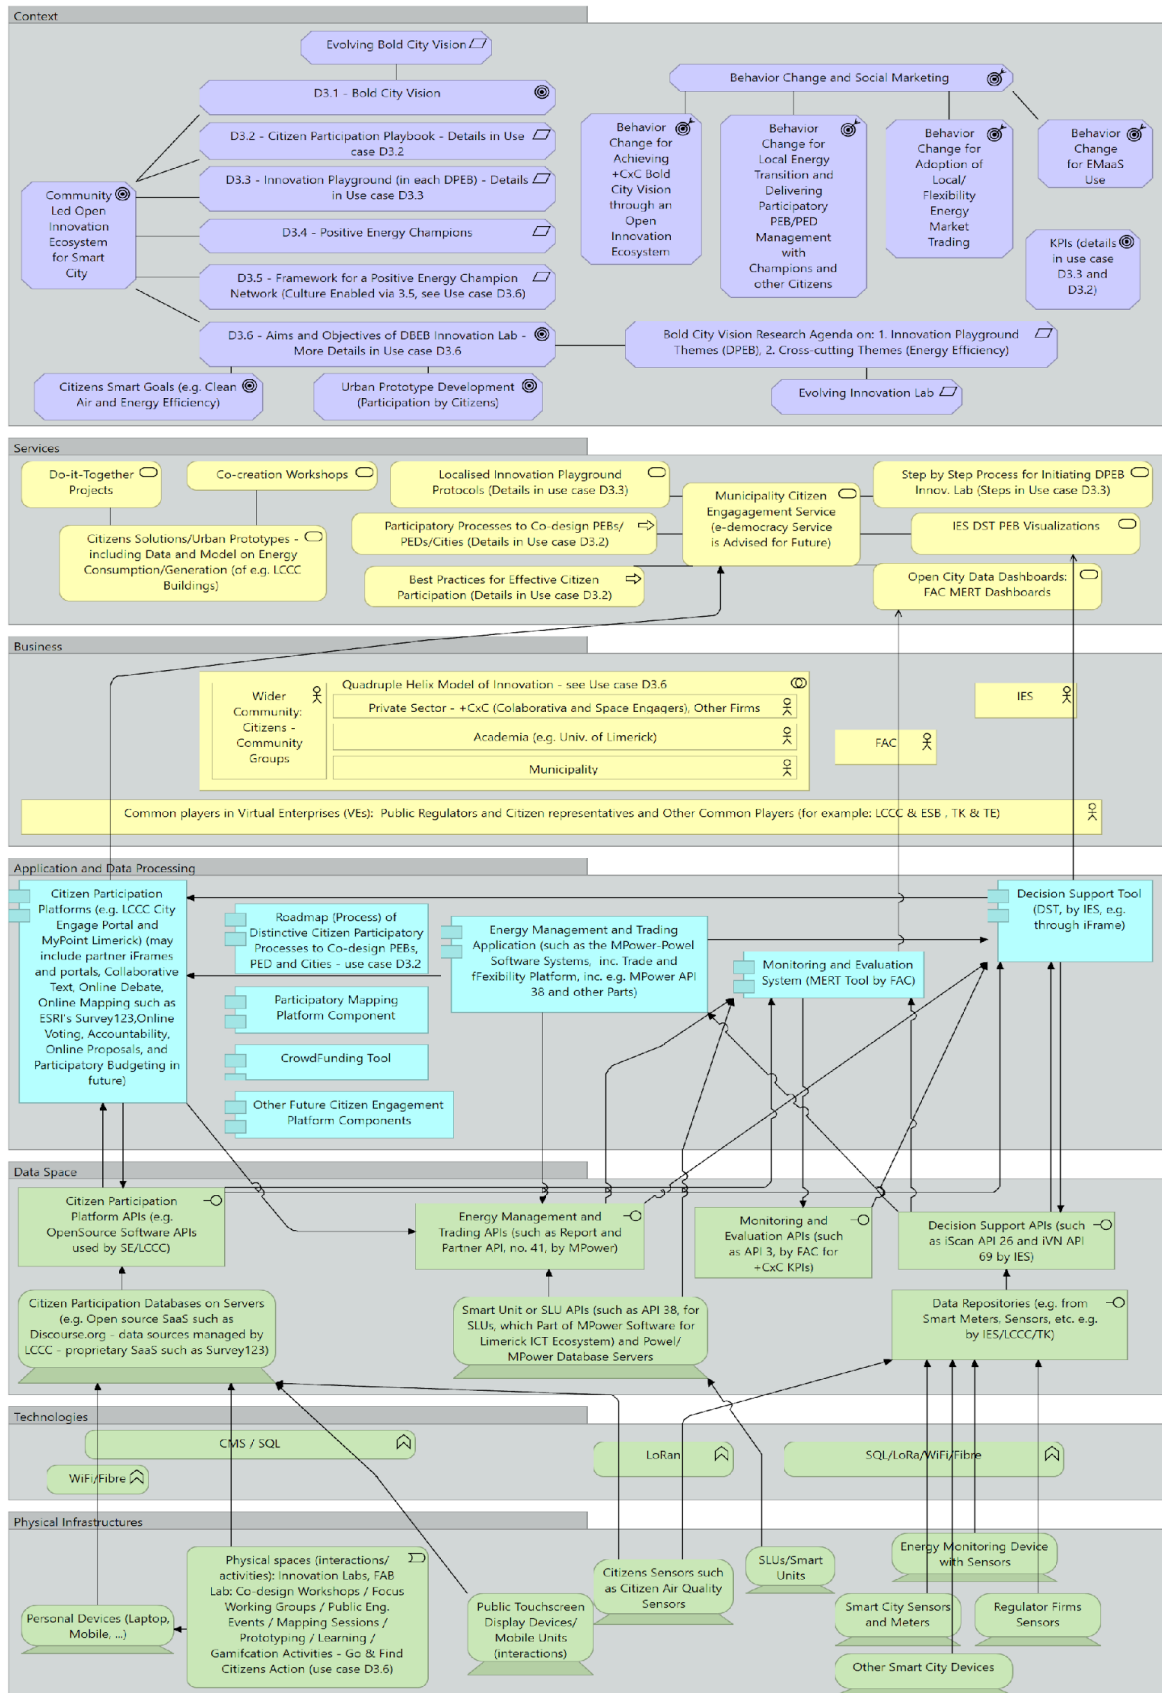 Context
Evolving Bold City Vision
D3.1 - Bold City Vision
D3.2 - Citizen Participation Playbook - Details in Use
case D3.2
D3.3 - Innovation Playground (in each DPEB) - Details
in Use case D3.3
D3.4 - Positive Energy Champions
D3.5 - Framework for a Positive Energy Champion
Network (Culture Enabled via 3.5, see Use case D3.6)
D3.6 - Aims and Objectives of DBEB Innovation Lab -
More Details in Use case D3.6
Community
Led Open
Innovation
Ecosystem
for Smart
City
Citizens Smart Goals (e.g. Clean
Air and Energy Efficiency)
Urban Prototype Development
(Participation by Citizens)
Behavior Change and Social Marketing
Behavior
Change for
Achieving
+CxC Bold
City Vision
through an
Open
Innovation
Ecosystem
Behavior
Change for
Local Energy
Transition and
Delivering
Participatory
PEB/PED
Management
with
Champions and
other Citizens
Behavior
Change for
Adoption of
Local/
Flexibility
Energy
Market
Trading
Behavior
Change
for EMaaS
Use
KPIs (details
in use case
D3.3 and
D3.2)
Bold City Vision Research Agenda on: 1. Innovation Playground
Themes (DPEB), 2. Cross-cutting Themes (Energy Efficiency)
Evolving Innovation Lab
Services
Do-it-Together
Projects
Co-creation Workshops
Citizens Solutions/Urban Prototypes -
including Data and Model on Energy
Consumption/Generation (of e.g. LCCC
Buildings)
Localised Innovation Playground
Protocols (Details in use case D3.3)
Participatory Processes to Co-design PEBs/
PEDs/Cities (Details in Use case D3.2)
Best Practices for Effective Citizen
Participation (Details in Use case D3.2)
Municipality Citizen
Engagagement Service
(e-democracy Service
is Advised for Future)
Step by Step Process for Initiating DPEB
Innov. Lab (Steps in Use case D3.3)
IES DST PEB Visualizations
Open City Data Dashboards:
FAC MERT Dashboards
Business
Quadruple Helix Model of Innovation - see Use case D3.6
Wider
Community:
Citizens -
Community
Groups
Private Sector - +CxC (Colaborativa and Space Engagers), Other Firms
Academia (e.g. Univ. of Limerick)
Municipality
FAC
IES
Common players in Virtual Enterprises (VEs): Public Regulators and Citizen representatives and Other Common Players (for example: LCCC & ESB , TK & TE)
Application and Data Processing
Citizen Participation
Platforms (e.g. LCCC City
Engage Portal and
MyPoint Limerick) (may
include partner iFrames
and portals, Collaborative
Text, Online Debate,
Online Mapping such as
ESRI's Survey123,Online
Voting, Accountability,
Online Proposals, and
Participatory Budgeting in
future)
Roadmap (Process) of
Distinctive Citizen Participatory
Processes to Co-design PEBs,
PED and Cities - use case D3.2
Participatory Mapping
Platform Component
CrowdFunding Tool
Other Future Citizen Engagement
Platform Components
Energy Management and Trading
Application (such as the MPower-Powel
Software Systems, inc. Trade and
fFexibility Platform, inc. e.g. MPower API
38 and other Parts)
Monitoring and Evaluation
System (MERT Tool by FAC)
Decision Support Tool
(DST, by IES, e.g.
through iFrame)
Data Space
Citizen Participation
Platform APIs (e.g.
OpenSource Software APIs
used by SE/LCCC)
Energy Management and
Trading APIs (such as Report and
Partner API, no. 41, by MPower)
Monitoring and
Evaluation APIs (such
as API 3, by FAC for
+CxC KPIs)
Decision Support APIs (such
as iScan API 26 and iVN API
69 by IES)
Citizen Participation Databases on Servers
(e.g. Open source SaaS such as
Discourse.org - data sources managed by
LCCC - proprietary SaaS such as Survey123)
Smart Unit or SLU APIs (such as API 38, for
SLUs, which Part of MPower Software for
Limerick ICT Ecosystem) and Powel/
MPower Database Servers
Data Repositories (e.g. from
Smart Meters, Sensors, etc. e.g. by
IES/LCCC/TK)
Technologies
CMS / SQL
WiFi/Fibre
LoRan
SQL/LoRa/WiFi/Fibre
Physical Infrastructures
Personal Devices (Laptop,
Mobile, ...)
Physical spaces (interactions/
activities): Innovation Labs, FAB
Lab: Co-design Workshops / Focus
Working Groups / Public Eng.
Events / Mapping Sessions /
Prototyping / Learning /
Gamifcation Activities - Go & Find
Citizens Action (use case D3.6)
Public Touchscreen
Display Devices/
Mobile Units
(interactions)
Citizens Sensors such
as Citizen Air Quality
Sensors
SLUs/Smart
Units
Energy Monitoring Device
with Sensors
Smart City Sensors
and Meters
Regulator Firms
Sensors
Other Smart City Devices